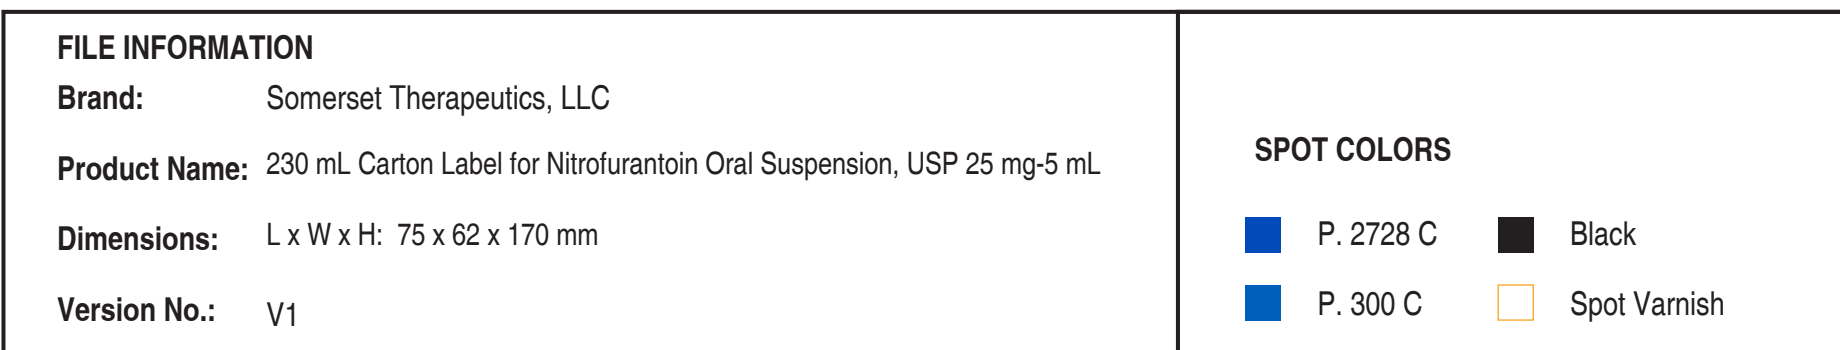 FILE INFORMATION
Brand: Somerset Therapeutics, LLC
Product Name: 230 mL Carton Label for Nitrofurantoin Oral Suspension, USP 25 mg-5 mL
Dimensions: L x W x H: 75 x 62 x 170 mm
Version No.: V1
SPOT COLORS
P. 2728 C Black
P. 300 C Spot Varnish